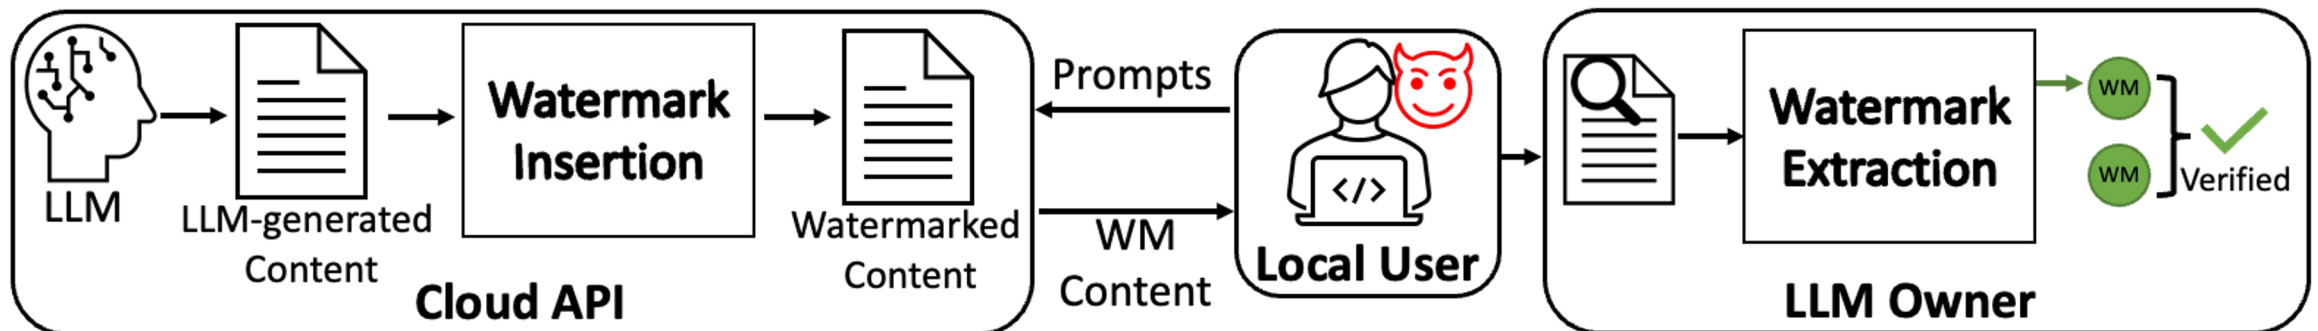 LLM
LLM-generated
Content
Watermark
Insertion
Watermarked
Content
Cloud API
Prompts
WM
Content
</>
Local User
Watermark
Extraction
WM
WM
Verified
LLM Owner